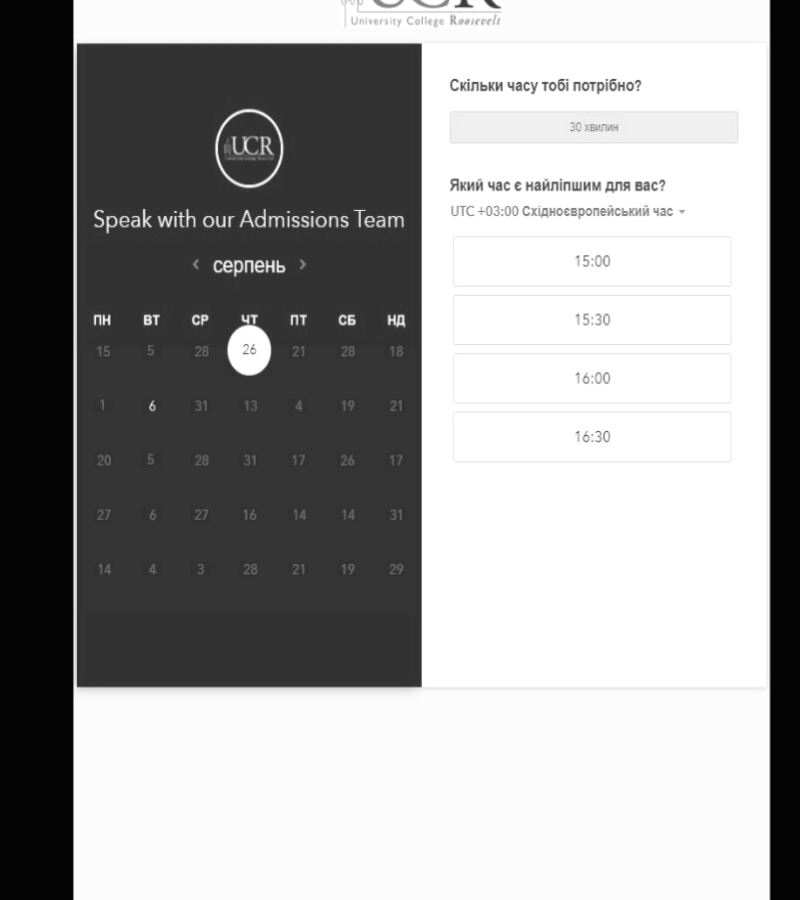 UCR
University College Roosevelt
UCR
Speak with our Admissions Team
‹ серпень ›
ПН ВТ СР ЧТ ПТ СБ НД
15 5 28 26 21 28 18
1 6 31 13 4 19 21
20 5 28 31 17 26 17
27 6 27 16 14 14 31
14 4 3 28 21 19 29
Скільки часу тобі потрібно?
30 хвилин
Який час є найліпшим для вас?
UTC +03:00 Східноєвропейський час
15:00
15:30
16:00
16:30